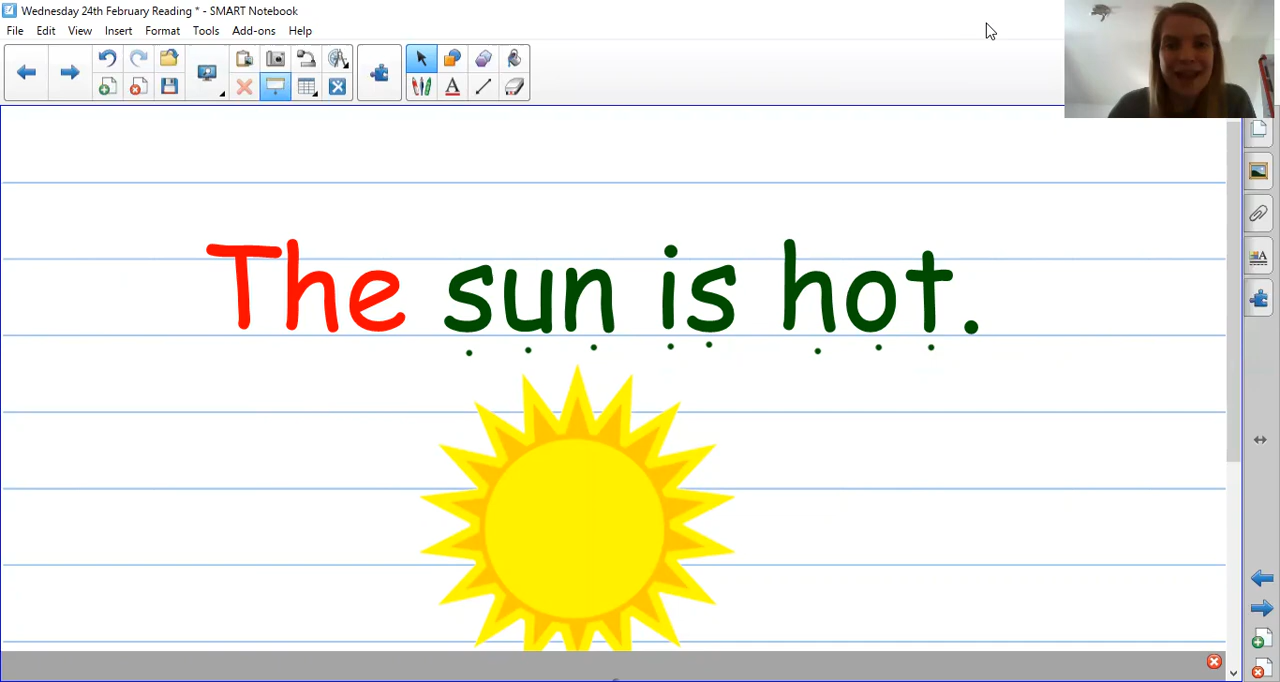 Wednesday 24th February Reading * - SMART Notebook
File Edit View Insert Format Tools Add-ons Help
The sun is hot.